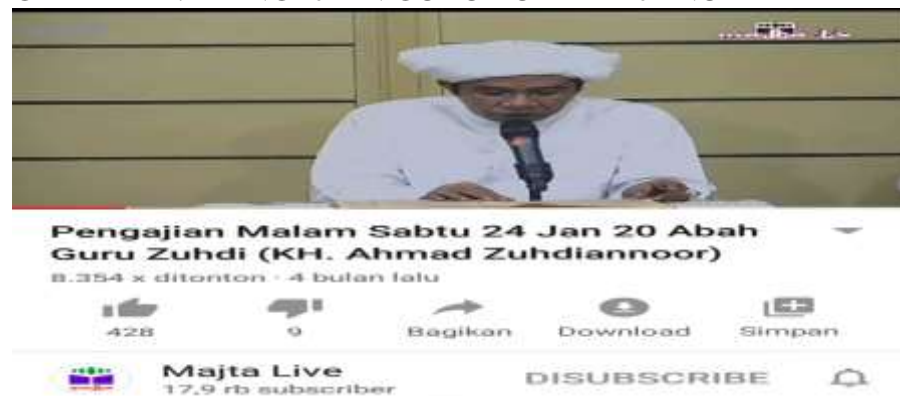 Pengajian Malam Sabtu 24 Jan 20 Abah
Guru Zuhdi (KH. Ahmad Zuhdiannoor)
8.354 x ditonton · 4 bulan lalu
428
9
Bagikan
Download
Simpan
Majta Live
17,9 rb subscriber
DISUBSCRIBE